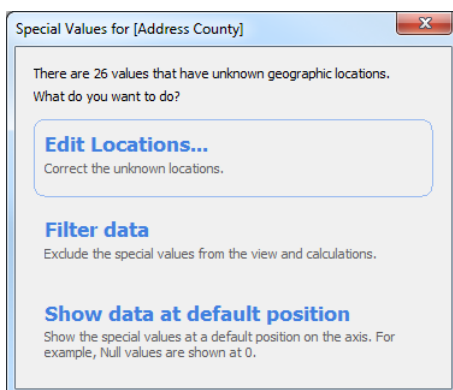 Special Values for [Address County]
There are 26 values that have unknown geographic locations.
What do you want to do?
Edit Locations...
Correct the unknown locations.
Filter data
Exclude the special values from the view and calculations.
Show data at default position
Show the special values at a default position on the axis. For
example, Null values are shown at 0.